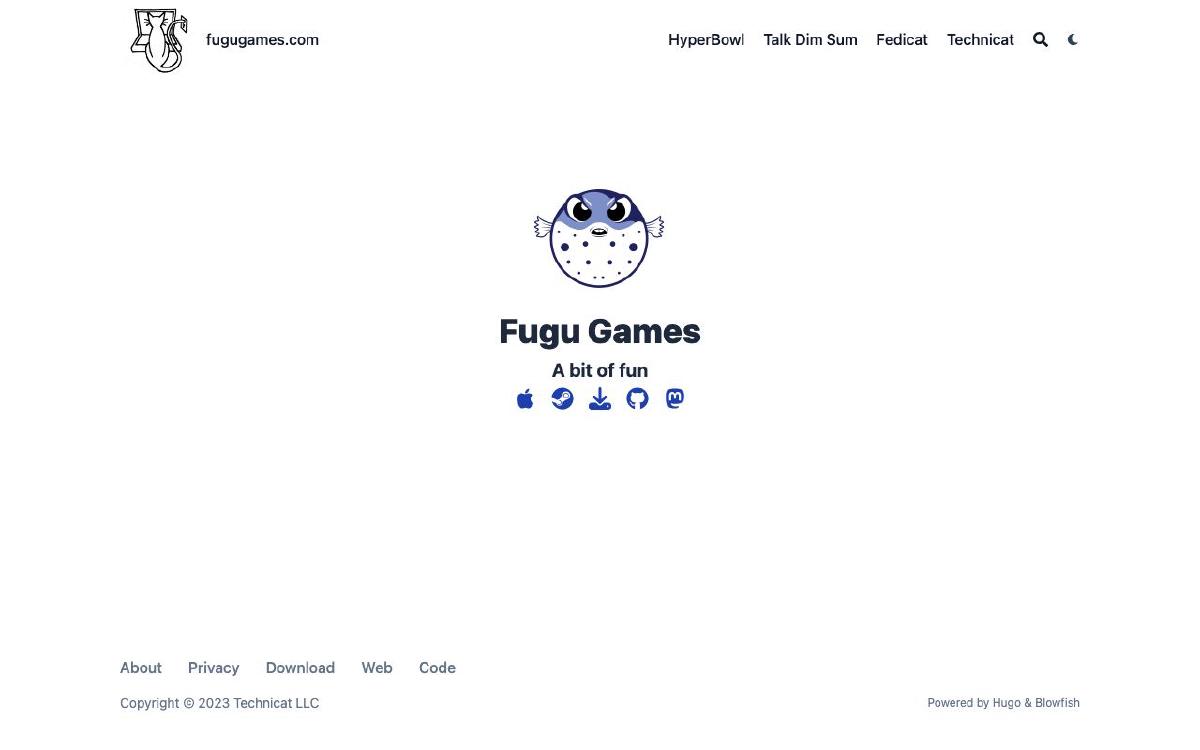 fugugames.com HyperBowl Talk Dim Sum Fedicat Technicat
Fugu Games
A bit of fun
About Privacy Download Web Code
Copyright © 2023 Technicat LLC Powered by Hugo & Blowfish